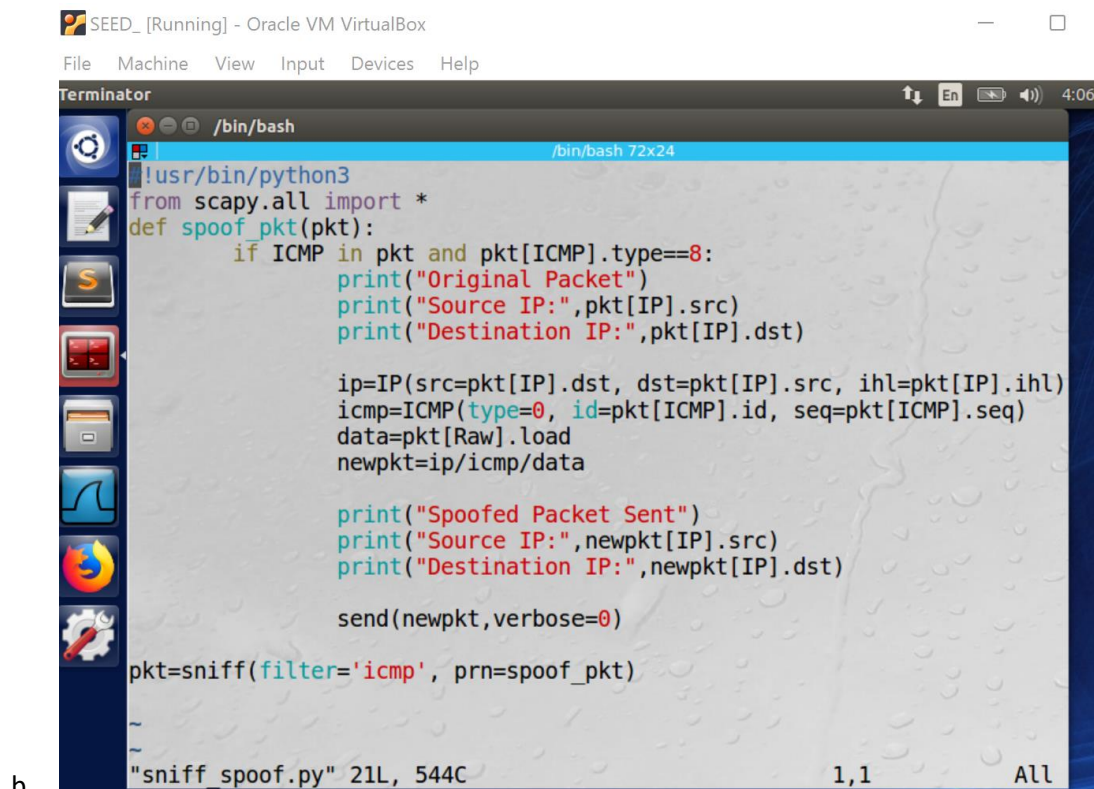 SEED_ [Running] - Oracle VM VirtualBox
File Machine View Input Devices Help
Terminator En 4:06
/bin/bash
/bin/bash 72x24
#!usr/bin/python3
from scapy.all import *
def spoof_pkt(pkt):
        if ICMP in pkt and pkt[ICMP].type==8:
                print("Original Packet")
                print("Source IP:",pkt[IP].src)
                print("Destination IP:",pkt[IP].dst)

                ip=IP(src=pkt[IP].dst, dst=pkt[IP].src, ihl=pkt[IP].ihl)
                icmp=ICMP(type=0, id=pkt[ICMP].id, seq=pkt[ICMP].seq)
                data=pkt[Raw].load
                newpkt=ip/icmp/data

                print("Spoofed Packet Sent")
                print("Source IP:",newpkt[IP].src)
                print("Destination IP:",newpkt[IP].dst)

                send(newpkt,verbose=0)

pkt=sniff(filter='icmp', prn=spoof_pkt)

~
~
"sniff_spoof.py" 21L, 544C 1,1 All